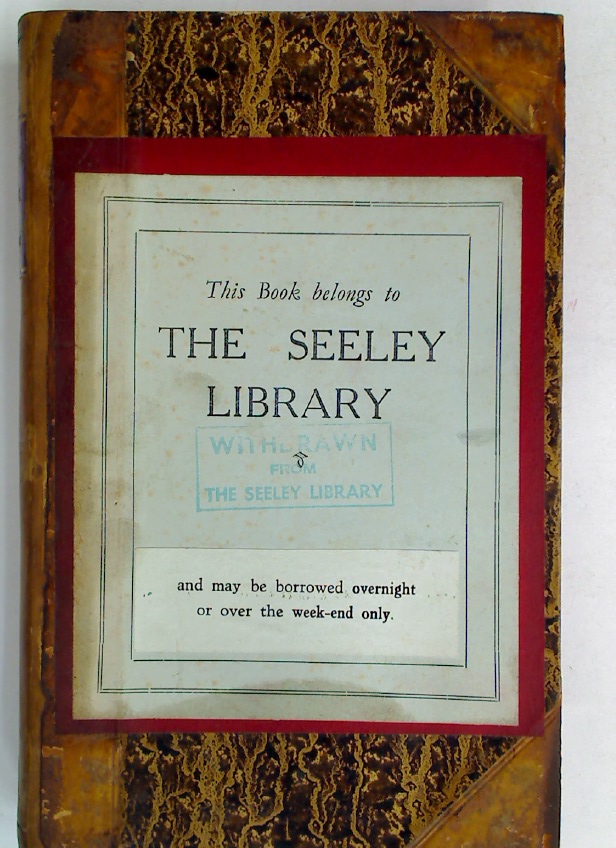 This Book belongs to
THE SEELEY
LIBRARY
WITHDRAWN
FROM
THE SEELEY LIBRARY
and may be borrowed overnight
or over the week-end only.